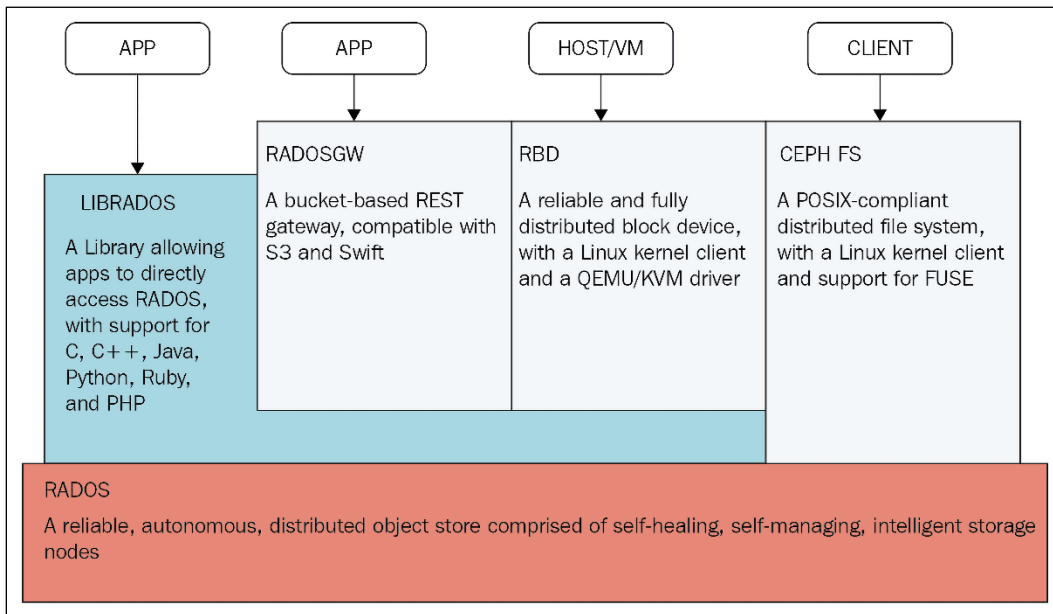 APP
APP
HOST/VM
CLIENT
LIBRADOS
A Library allowing
apps to directly
access RADOS,
with support for
C, C++, Java,
Python, Ruby,
and PHP
RADOSGW
A bucket-based REST
gateway, compatible with
S3 and Swift
RBD
A reliable and fully
distributed block device,
with a Linux kernel client
and a QEMU/KVM driver
CEPH FS
A POSIX-compliant
distributed file system,
with a Linux kernel client
and support for FUSE
RADOS
A reliable, autonomous, distributed object store comprised of self-healing, self-managing, intelligent storage
nodes